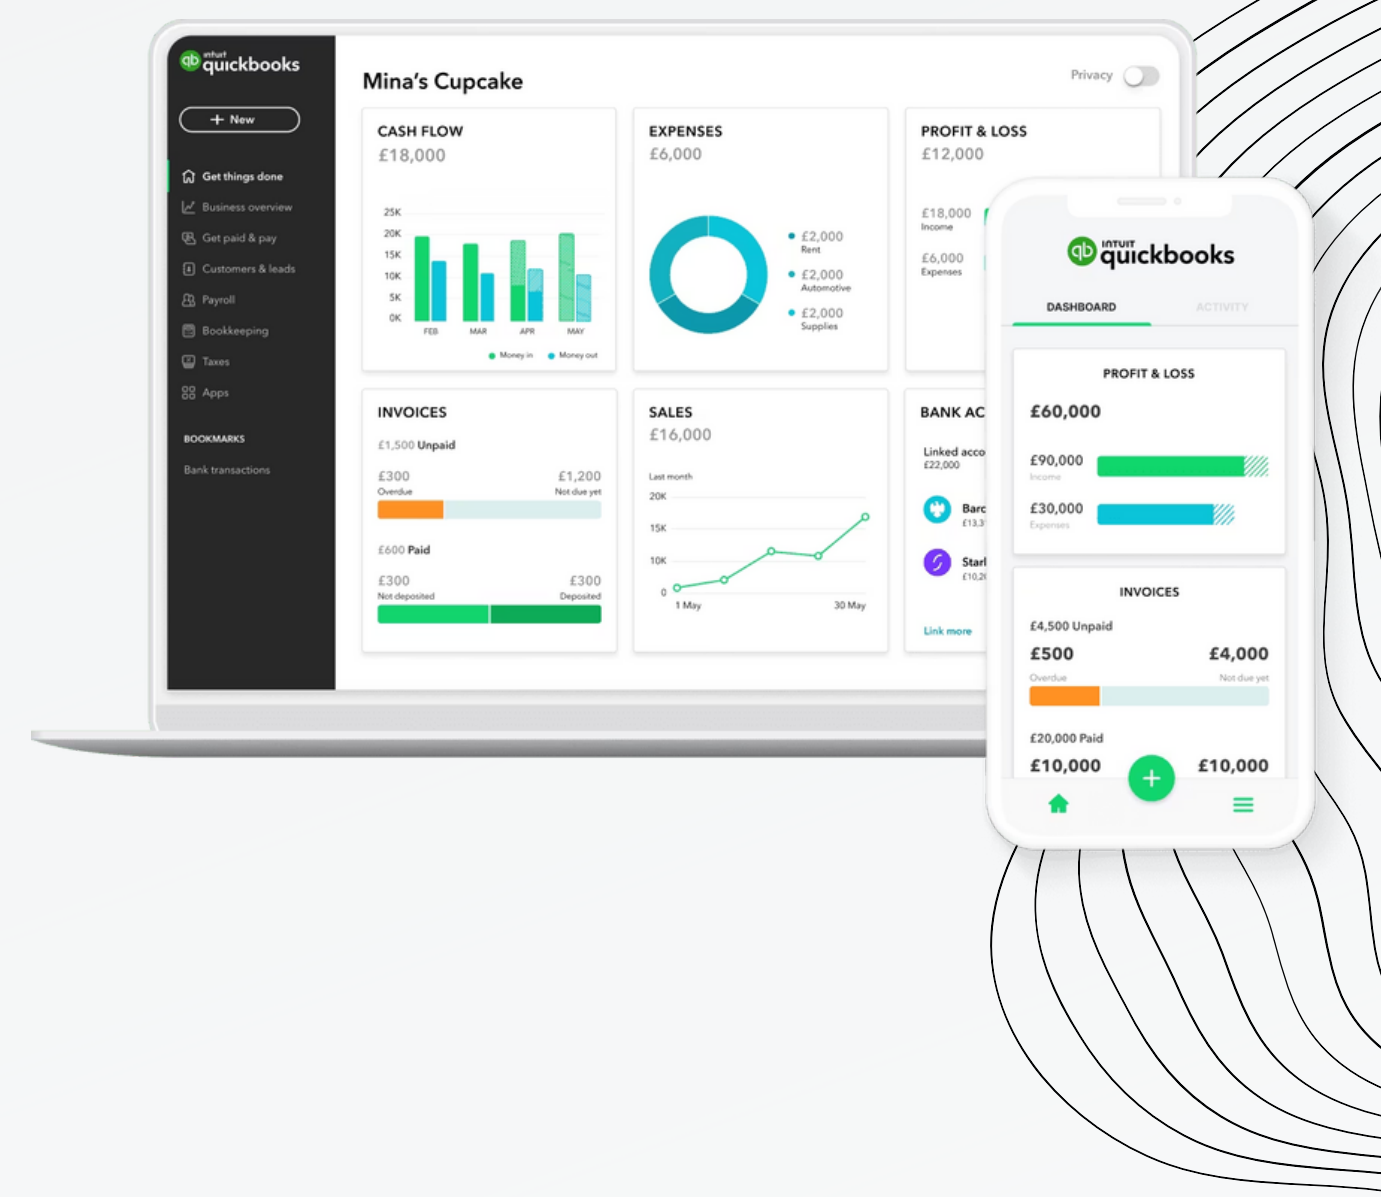 INTUIT
quickbooks
Mina's Cupcake
Privacy
+ New
Get things done
Business overview
Get paid & pay
Customers & leads
Payroll
Bookkeeping
Taxes
Apps
BOOKMARKS
Bank transactions
CASH FLOW
£18,000
25K
20K
15K
10K
5K
0K
FEB MAR APR MAY
Money in Money out
EXPENSES
£6,000
£2,000
Rent
£2,000
Automotive
£2,000
Supplies
PROFIT & LOSS
£12,000
£18,000
Income
£6,000
Expenses
INVOICES
£1,500 Unpaid
£300 £1,200
Overdue Not due yet
£600 Paid
£300 £300
Not deposited Deposited
SALES
£16,000
Last month
20K
15K
10K
0
1 May 30 May
BANK AC
Linked acco
£22,000
Barc
£13,3
Starl
£10,20
Link more
INTUIT
quickbooks
DASHBOARD ACTIVITY
PROFIT & LOSS
£60,000
£90,000
Income
£30,000
Expenses
INVOICES
£4,500 Unpaid
£500 £4,000
Overdue Not due yet
£20,000 Paid
£10,000 £10,000